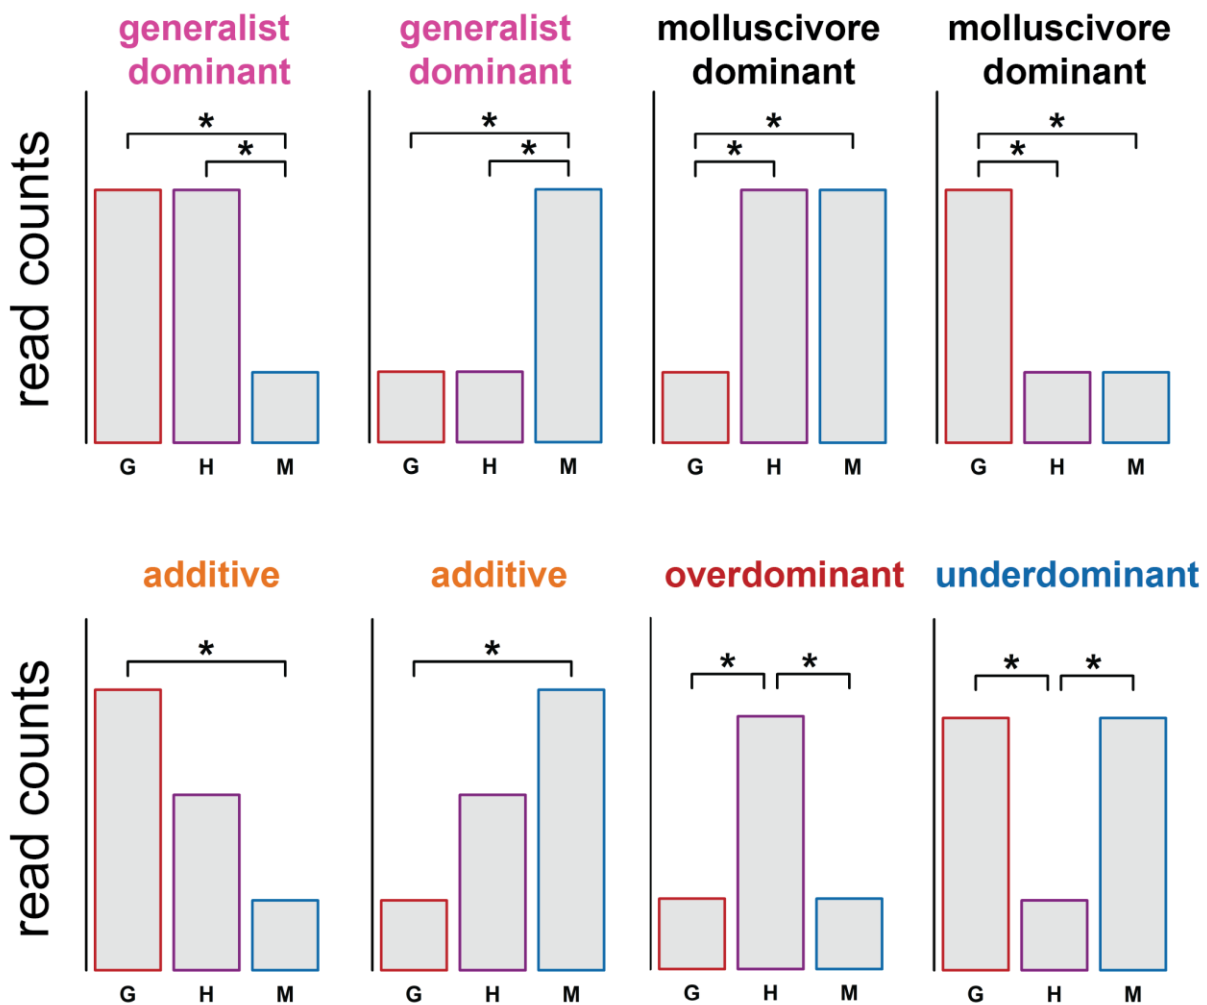 generalist dominant
generalist dominant
molluscivore dominant
molluscivore dominant
read counts
* *
* *
* *
* *
G H M
G H M
G H M
G H M
additive
additive
overdominant
underdominant
read counts
*
*
* *
* *
G H M
G H M
G H M
G H M